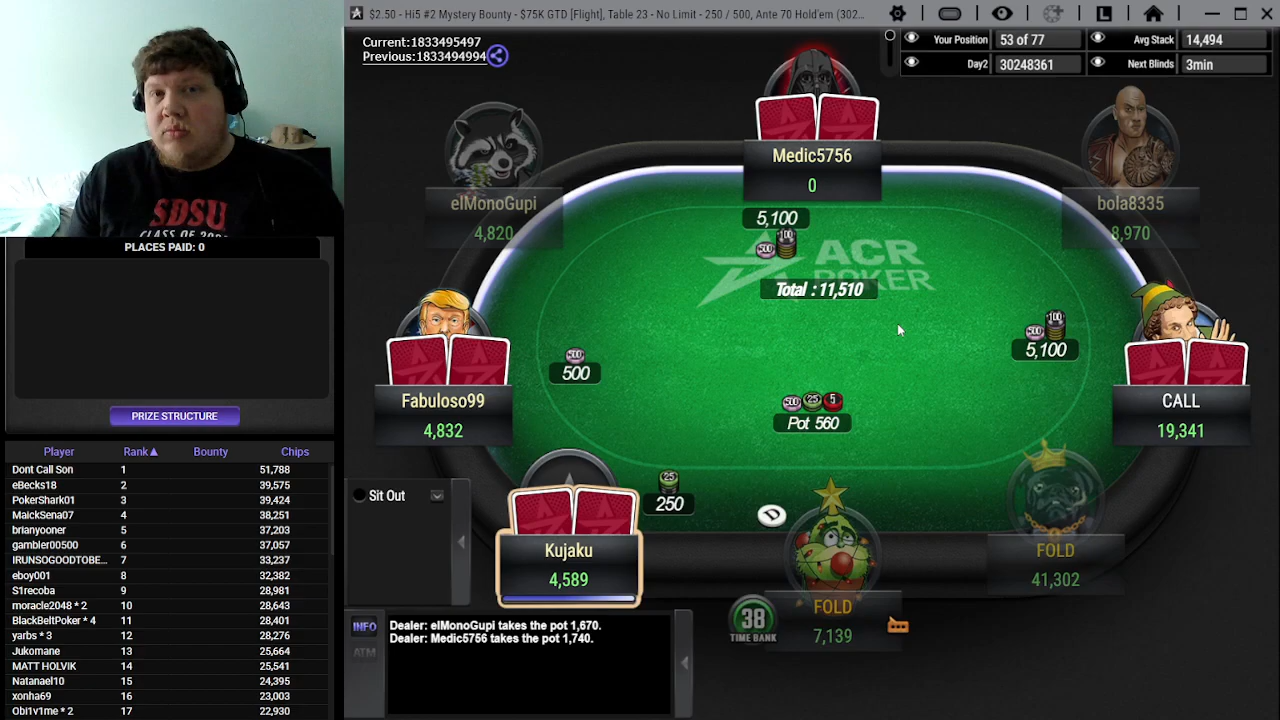 $2.50 - Hi5 #2 Mystery Bounty - $75K GTD [Flight], Table 23 - No Limit - 250 / 500, Ante 70 Hold'em (302...
Current:1833495497
Previous:1833494994
Your Position 53 of 77 Avg Stack 14,494
Day2 30248361 Next Blinds 3min
SDSU
PLACES PAID: 0
PRIZE STRUCTURE
Player Rank▲ Bounty Chips
Dont Call Son 1 51,788
eBecks18 2 39,575
PokerShark01 3 39,424
MaickSena07 4 38,251
brianyooner 5 37,203
gambler00500 6 37,057
IRUNSOGOODTOBE... 7 33,237
eboy001 8 32,382
S1recoba 9 28,981
moracle2048 * 2 10 28,643
BlackBeltPoker * 4 11 28,401
yarbs * 3 12 28,276
Jukomane 13 25,664
MATT HOLVIK 14 25,541
Natanael10 15 24,395
xonha69 16 23,003
Obi1v1me * 2 17 22,930
Medic5756
0
elMonoGupi
4,820
bola8335
8,970
5,100
ACR
POKER
Total : 11,510
5,100
500
Fabuloso99
4,832
CALL
19,341
Pot 560
Sit Out
250
D
Kujaku
4,589
FOLD
41,302
FOLD
7,139
38
TIME BANK
INFO
ATM
Dealer: elMonoGupi takes the pot 1,670.
Dealer: Medic5756 takes the pot 1,740.